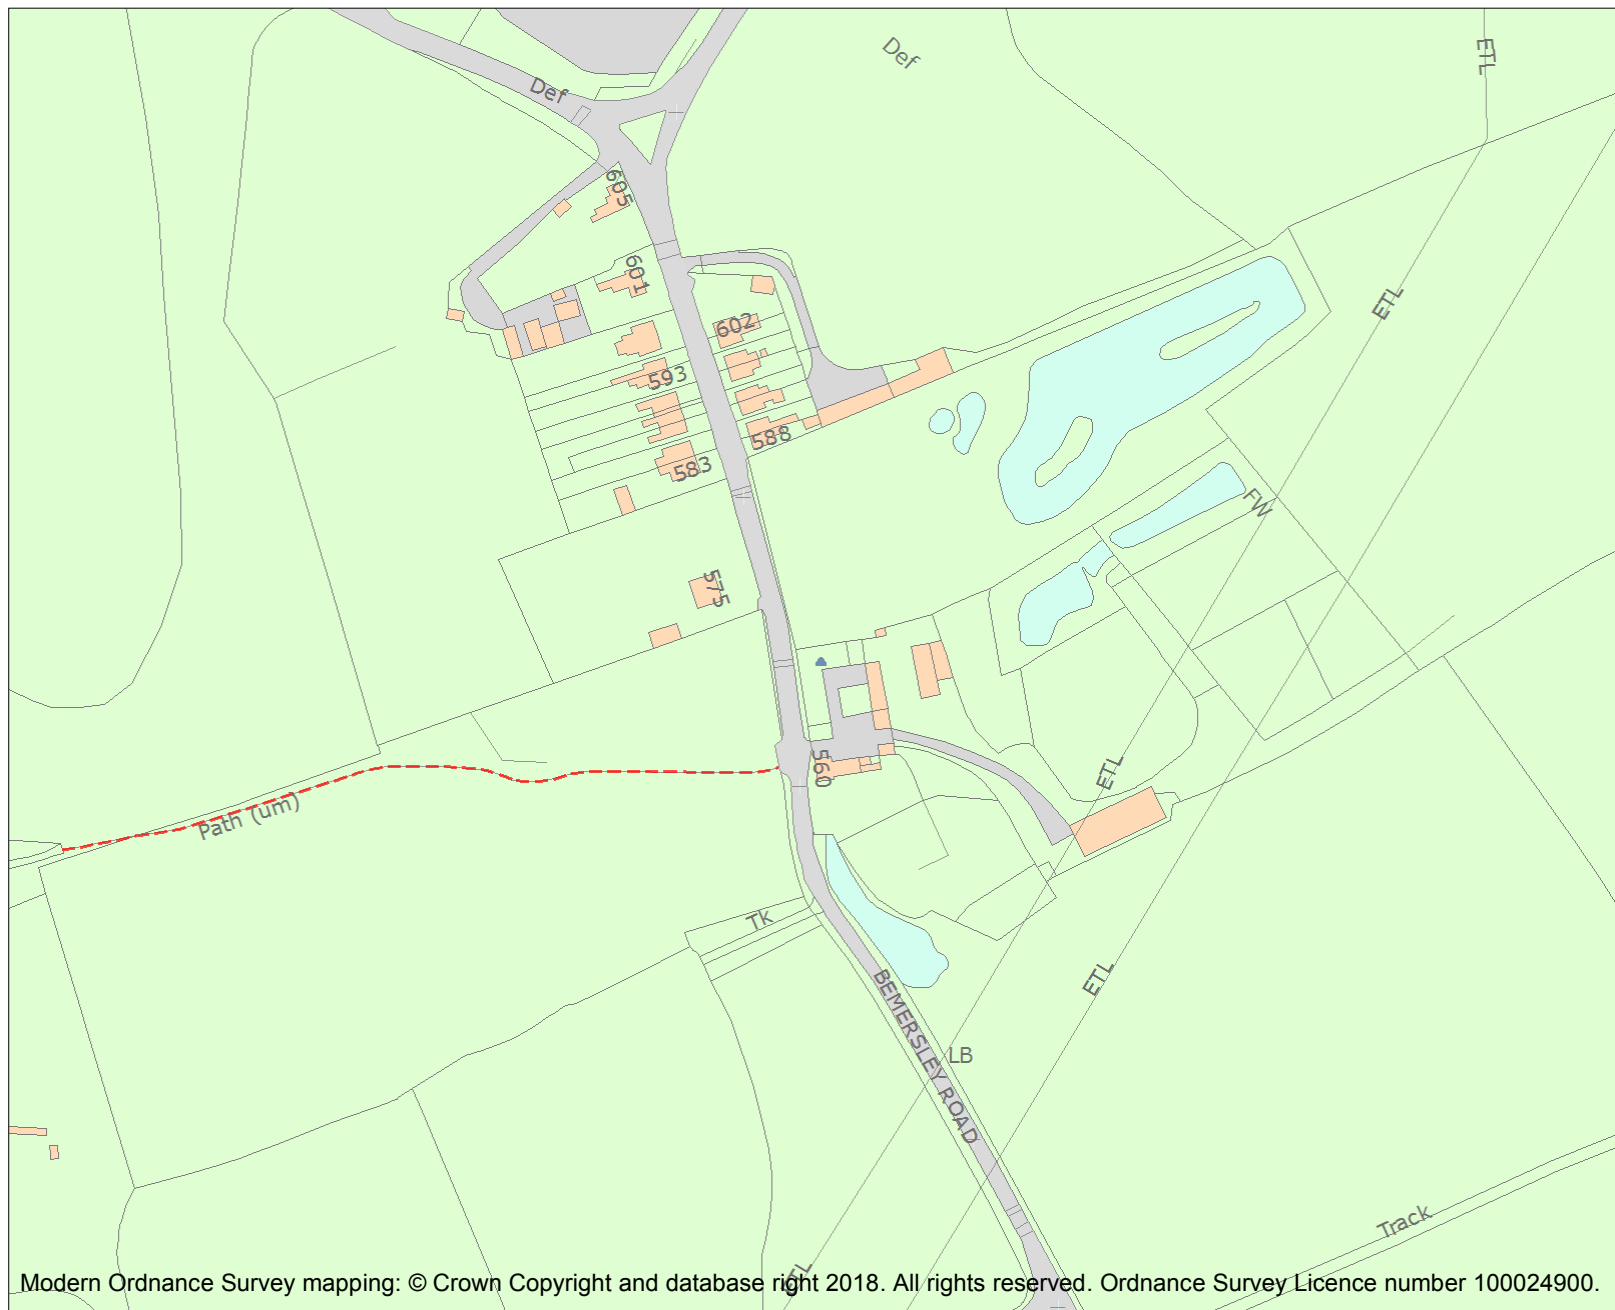 Def
ETL
Def
605
601
ETL
602
593
588
583
FW
575
560
ETL
Path (um)
Tk
ETL
BEMERSLEY ROAD
LB
Track
ETL
Modern Ordnance Survey mapping: © Crown Copyright and database right 2018. All rights reserved. Ordnance Survey Licence number 100024900.